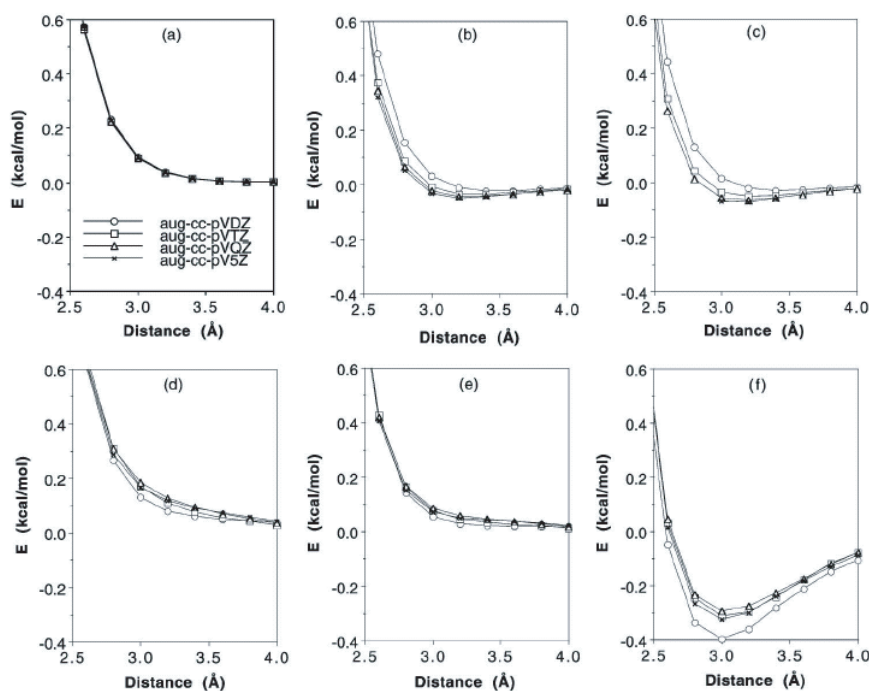 (a)
(b)
(c)
0.6
0.4
0.2
0.0
-0.2
-0.4
E (kcal/mol)
aug-cc-pVDZ
aug-cc-pVTZ
aug-cc-pVQZ
aug-cc-pV5Z
2.5 3.0 3.5 4.0
Distance (Å)
0.6
0.4
0.2
0.0
-0.2
-0.4
E (kcal/mol)
2.5 3.0 3.5 4.0
Distance (Å)
0.6
0.4
0.2
0.0
-0.2
-0.4
E (kcal/mol)
2.5 3.0 3.5 4.0
Distance (Å)
(d)
(e)
(f)
0.6
0.4
0.2
0.0
-0.2
-0.4
E (kcal/mol)
2.5 3.0 3.5 4.0
Distance (Å)
0.6
0.4
0.2
0.0
-0.2
-0.4
E (kcal/mol)
2.5 3.0 3.5 4.0
Distance (Å)
0.6
0.4
0.2
0.0
-0.2
-0.4
E (kcal/mol)
2.5 3.0 3.5 4.0
Distance (Å)